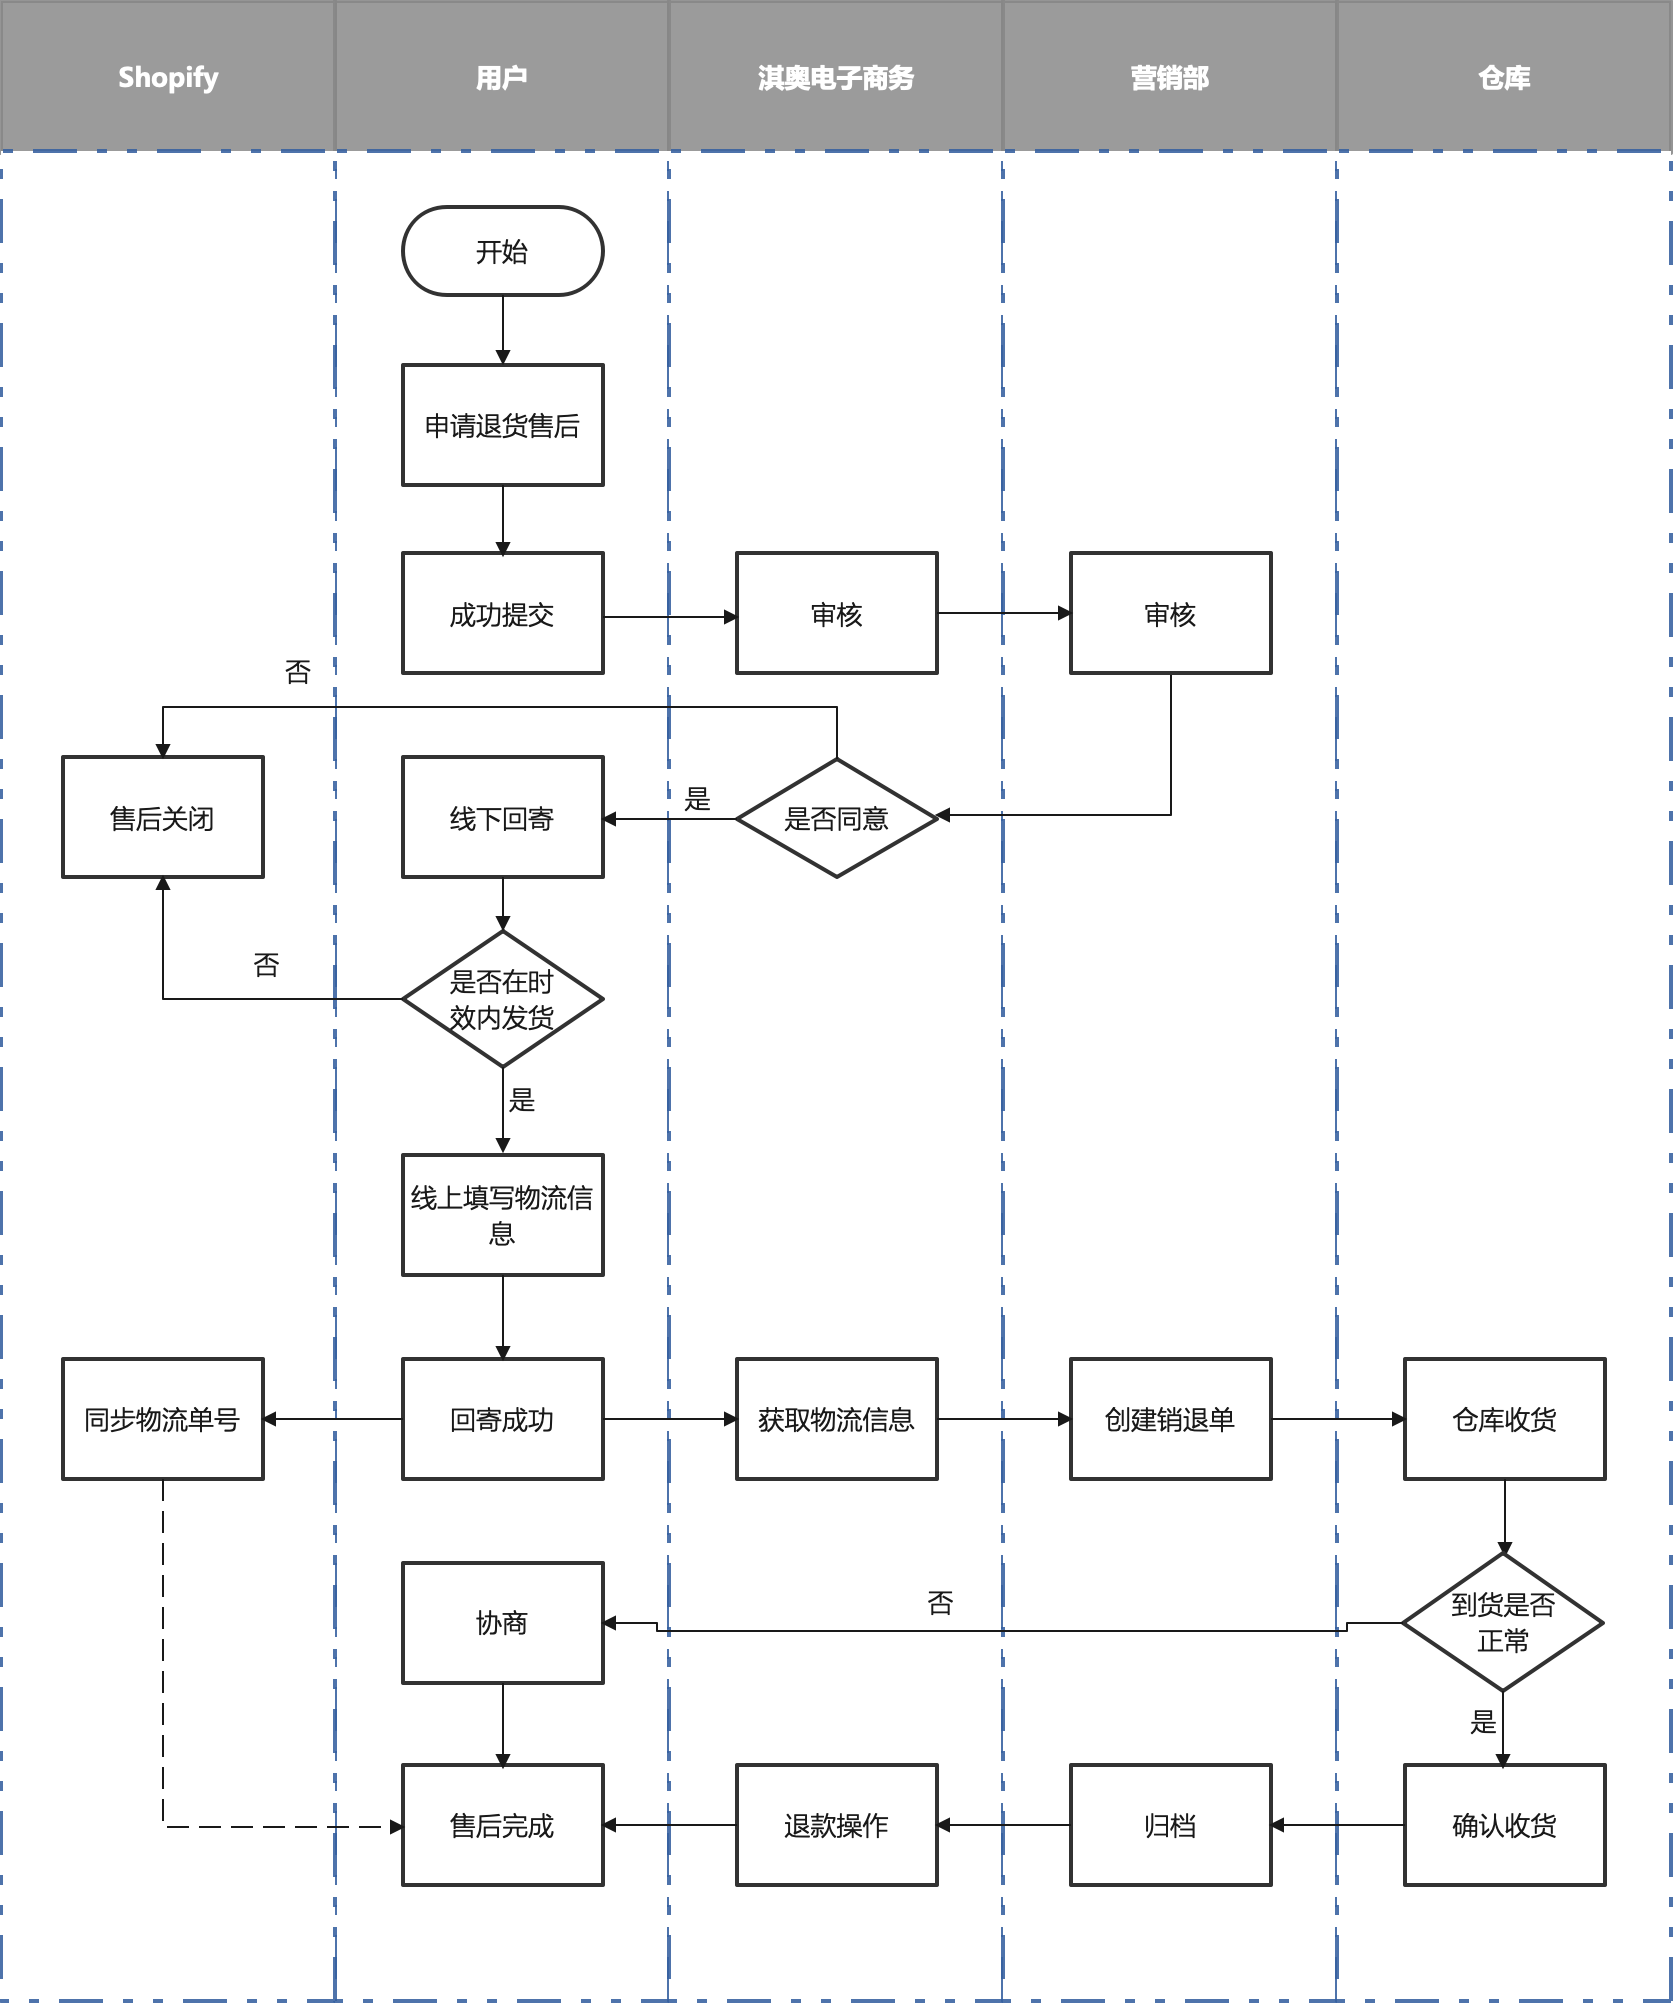 Shopify
用户
淇奥电子商务
营销部
仓库
开始
申请退货售后
成功提交
审核
审核
否
售后关闭
线下回寄
是
是否同意
否
是否在时
效内发货
是
线上填写物流信
息
同步物流单号
回寄成功
获取物流信息
创建销退单
仓库收货
协商
否
到货是否
正常
是
售后完成
退款操作
归档
确认收货